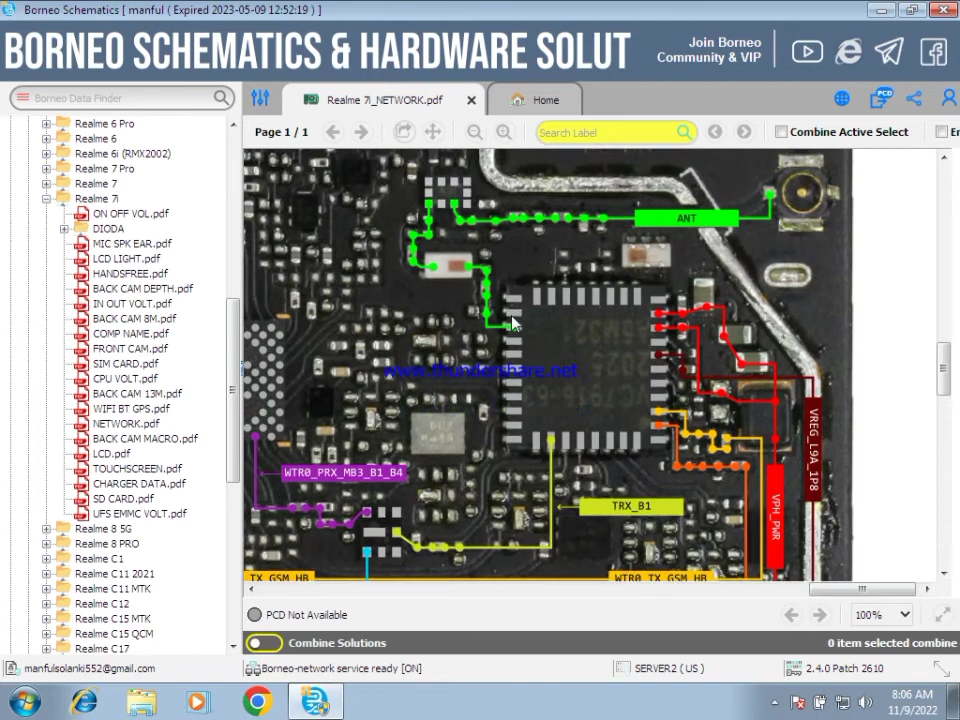 Borneo Schematics [ manful ( Expired 2023-05-09 12:52:19 ) ]
BORNEO SCHEMATICS & HARDWARE SOLUT
Join Borneo
Community & VIP
Borneo Data Finder
Realme 7i_NETWORK.pdf
Home
Page 1 / 1
Search Label
Combine Active Select
En
Realme 6 Pro
Realme 6
Realme 6i (RMX2002)
Realme 7 Pro
Realme 7
Realme 7i
ON OFF VOL.pdf
DIODA
MIC SPK EAR.pdf
LCD LIGHT.pdf
HANDSFREE.pdf
BACK CAM DEPTH.pdf
IN OUT VOLT.pdf
BACK CAM 8M.pdf
COMP NAME.pdf
FRONT CAM.pdf
SIM CARD.pdf
CPU VOLT.pdf
BACK CAM 13M.pdf
WIFI BT GPS.pdf
NETWORK.pdf
BACK CAM MACRO.pdf
LCD.pdf
TOUCHSCREEN.pdf
CHARGER DATA.pdf
SD CARD.pdf
UFS EMMC VOLT.pdf
Realme 8 5G
Realme 8 PRO
Realme C1
Realme C11 2021
Realme C11 MTK
Realme C12
Realme C15 MTK
Realme C15 QCM
Realme C17
ANT
www.thundershare.net
VREG_L9A_1P8
WTR0_PRX_MB3_B1_B4
TRX_B1
VPH_PWR
TX_GSM_HB
WTR0_TX_GSM_HB
PCD Not Available
100%
Combine Solutions
0 item selected combine
manfulsolanki552@gmail.com
Borneo-network service ready [ON]
SERVER2 ( US )
2.4.0 Patch 2610
8:06 AM
11/9/2022